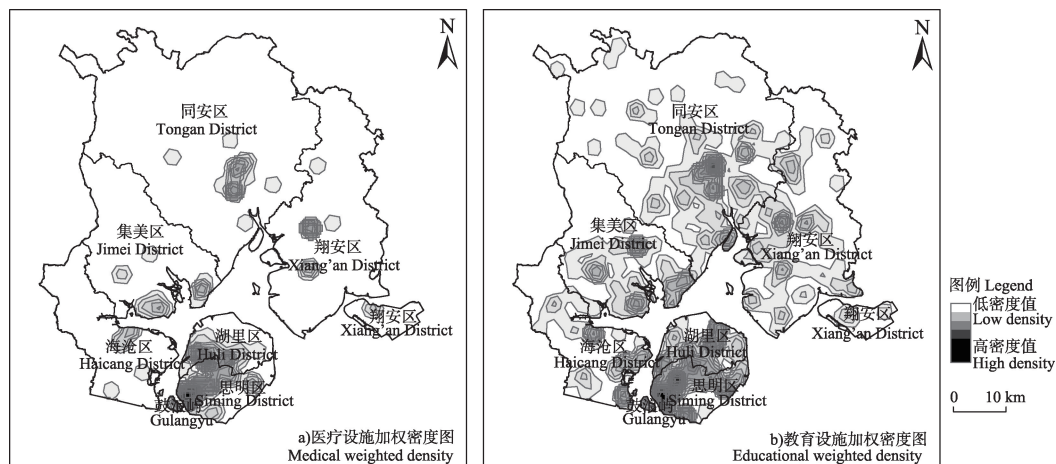 N
同安区
Tongan District
集美区
Jimei District
翔安区
Xiang'an District
翔安区
Xiang'an District
湖里区
Huli District
海沧区
Haicang District
思明区
Siming District
鼓浪屿
Gulangyu
a)医疗设施加权密度图
Medical weighted density
N
同安区
Tongan District
集美区
Jimei District
翔安区
Xiang'an District
翔安区
Xiang'an District
湖里区
Huli District
海沧区
Haicang District
思明区
Siming District
鼓浪屿
Gulangyu
b)教育设施加权密度图
Educational weighted density
图例 Legend
低密度值
Low density
高密度值
High density
0 10 km